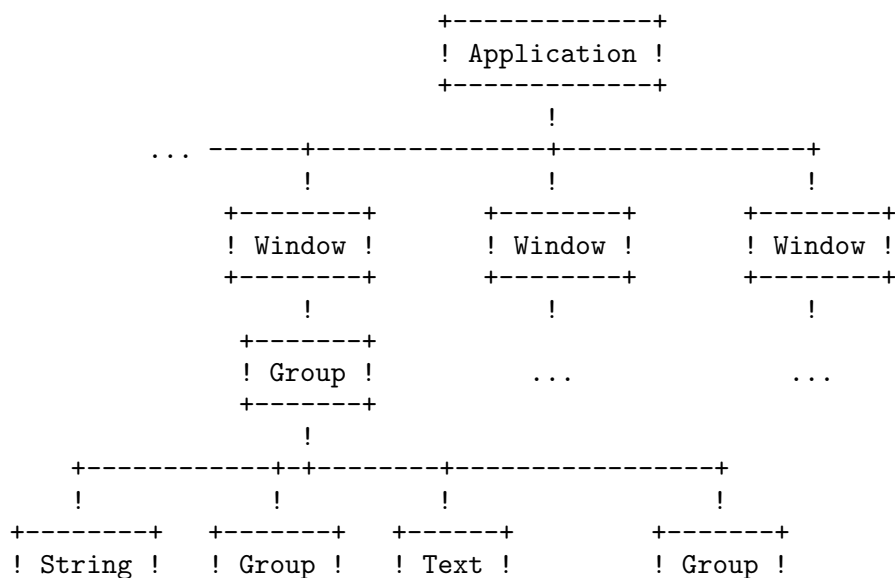 +-------------+
                           ! Application !
                           +-------------+
                                  !
        ... ------+---------------+----------------+
                  !               !                !
             +--------+       +--------+       +--------+
             ! Window !       ! Window !       ! Window !
             +--------+       +--------+       +--------+
                  !               !                !
              +-------+
              ! Group !          ...              ...
              +-------+
                  !
   +------------+-+--------+-----------------+
   !            !          !                 !
+--------+   +-------+  +------+         +-------+
! String !   ! Group !  ! Text !         ! Group !